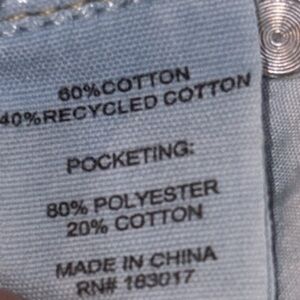 60%COTTON
40%RECYCLED COTTON
POCKETING:
80% POLYESTER
20% COTTON
MADE IN CHINA
RN# 163017